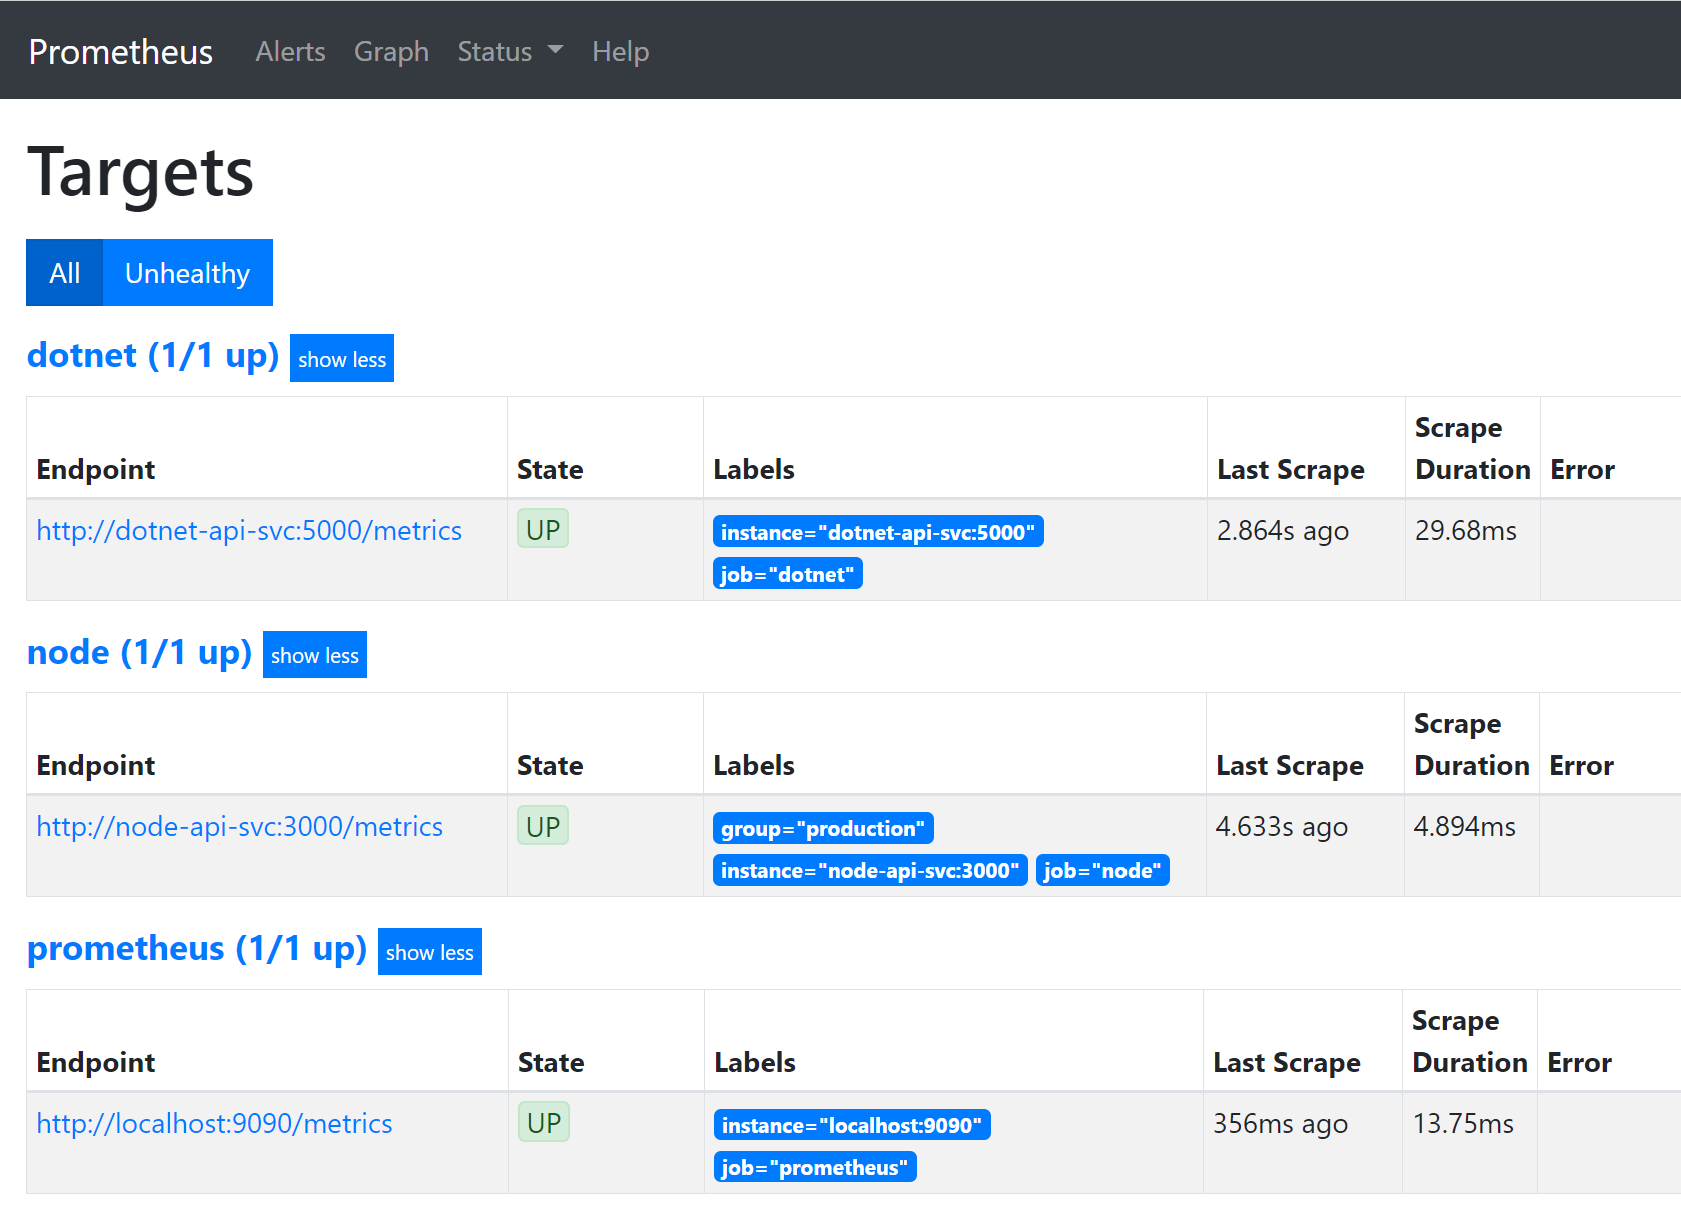 Prometheus Alerts Graph Status Help
Targets
All Unhealthy
dotnet (1/1 up) show less
Endpoint State Labels Last Scrape Scrape Duration Error
http://dotnet-api-svc:5000/metrics UP instance="dotnet-api-svc:5000" 2.864s ago 29.68ms
job="dotnet"
node (1/1 up) show less
Endpoint State Labels Last Scrape Scrape Duration Error
http://node-api-svc:3000/metrics UP group="production" 4.633s ago 4.894ms
instance="node-api-svc:3000" job="node"
prometheus (1/1 up) show less
Endpoint State Labels Last Scrape Scrape Duration Error
http://localhost:9090/metrics UP instance="localhost:9090" 356ms ago 13.75ms
job="prometheus"